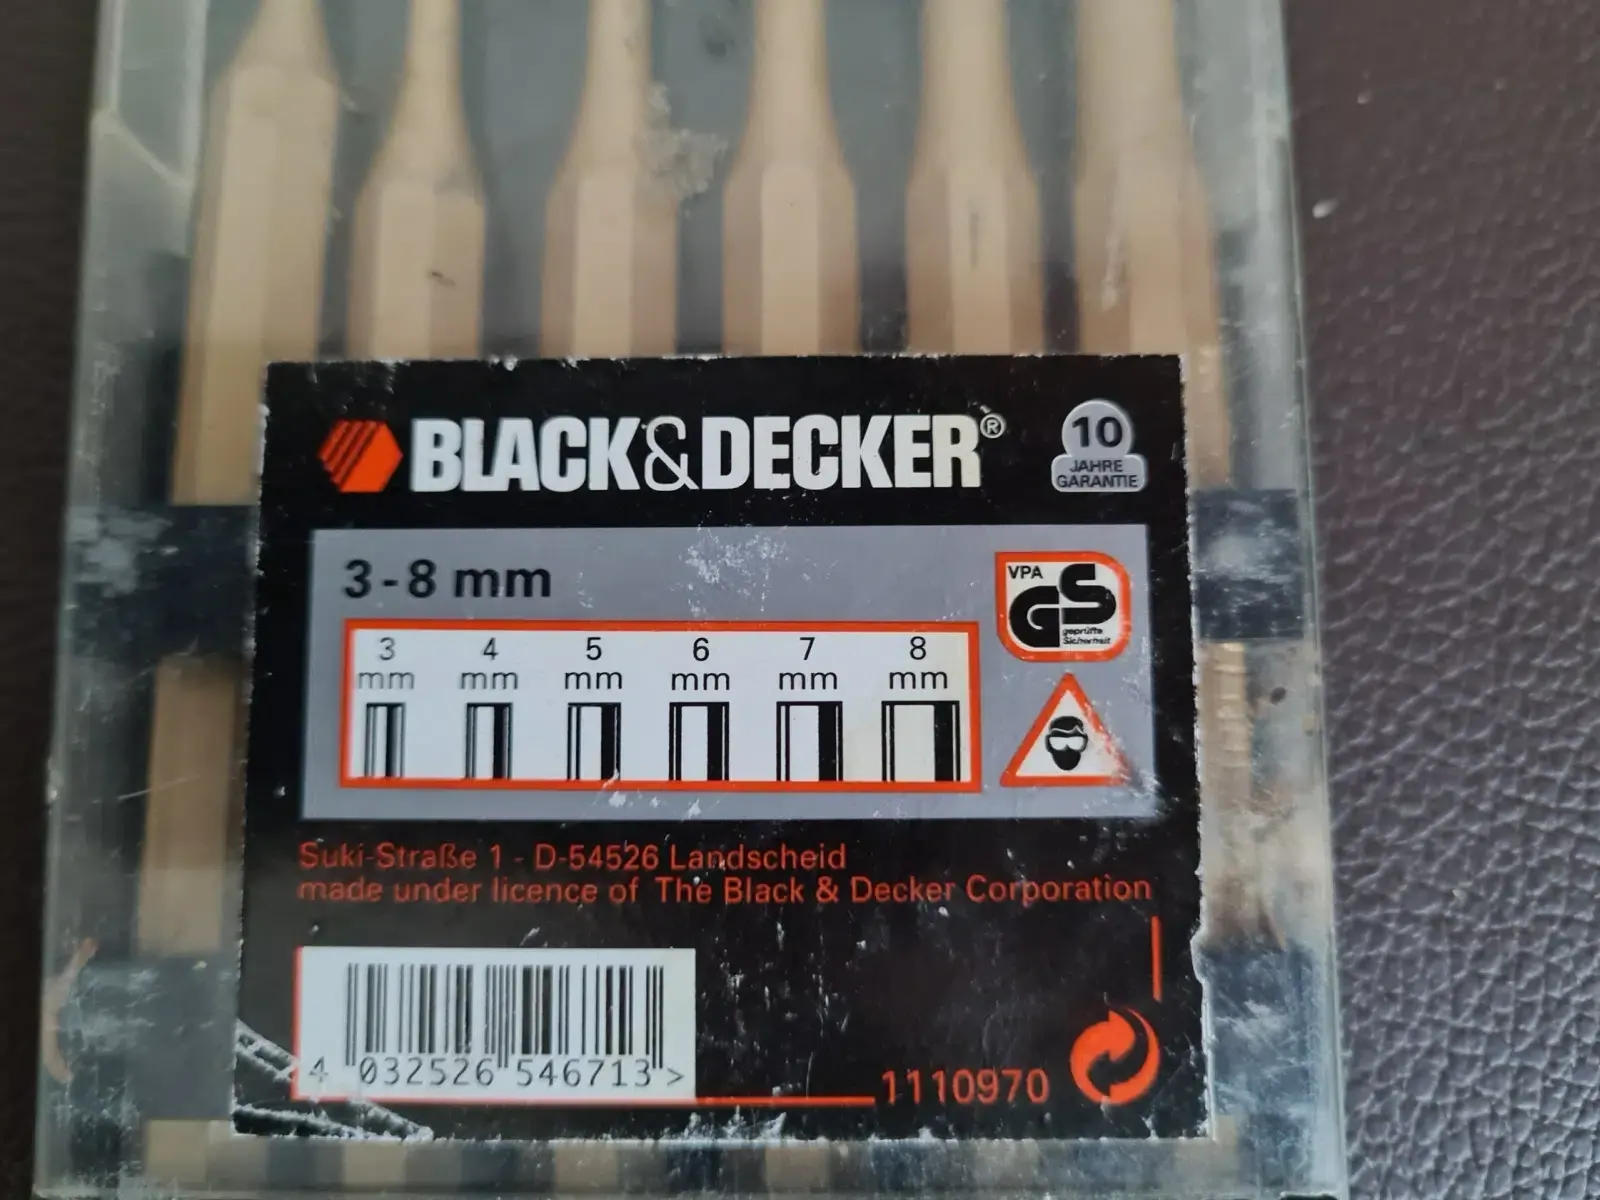 BLACK&DECKER®
10
JAHRE
GARANTIE
3-8 mm
3 4 5 6 7 8
mm mm mm mm mm mm
VPA
GS
geprüfte
Sicherheit
Suki-Straße 1 - D-54526 Landscheid
made under licence of The Black & Decker Corporation
4 032526 546713 >
1110970